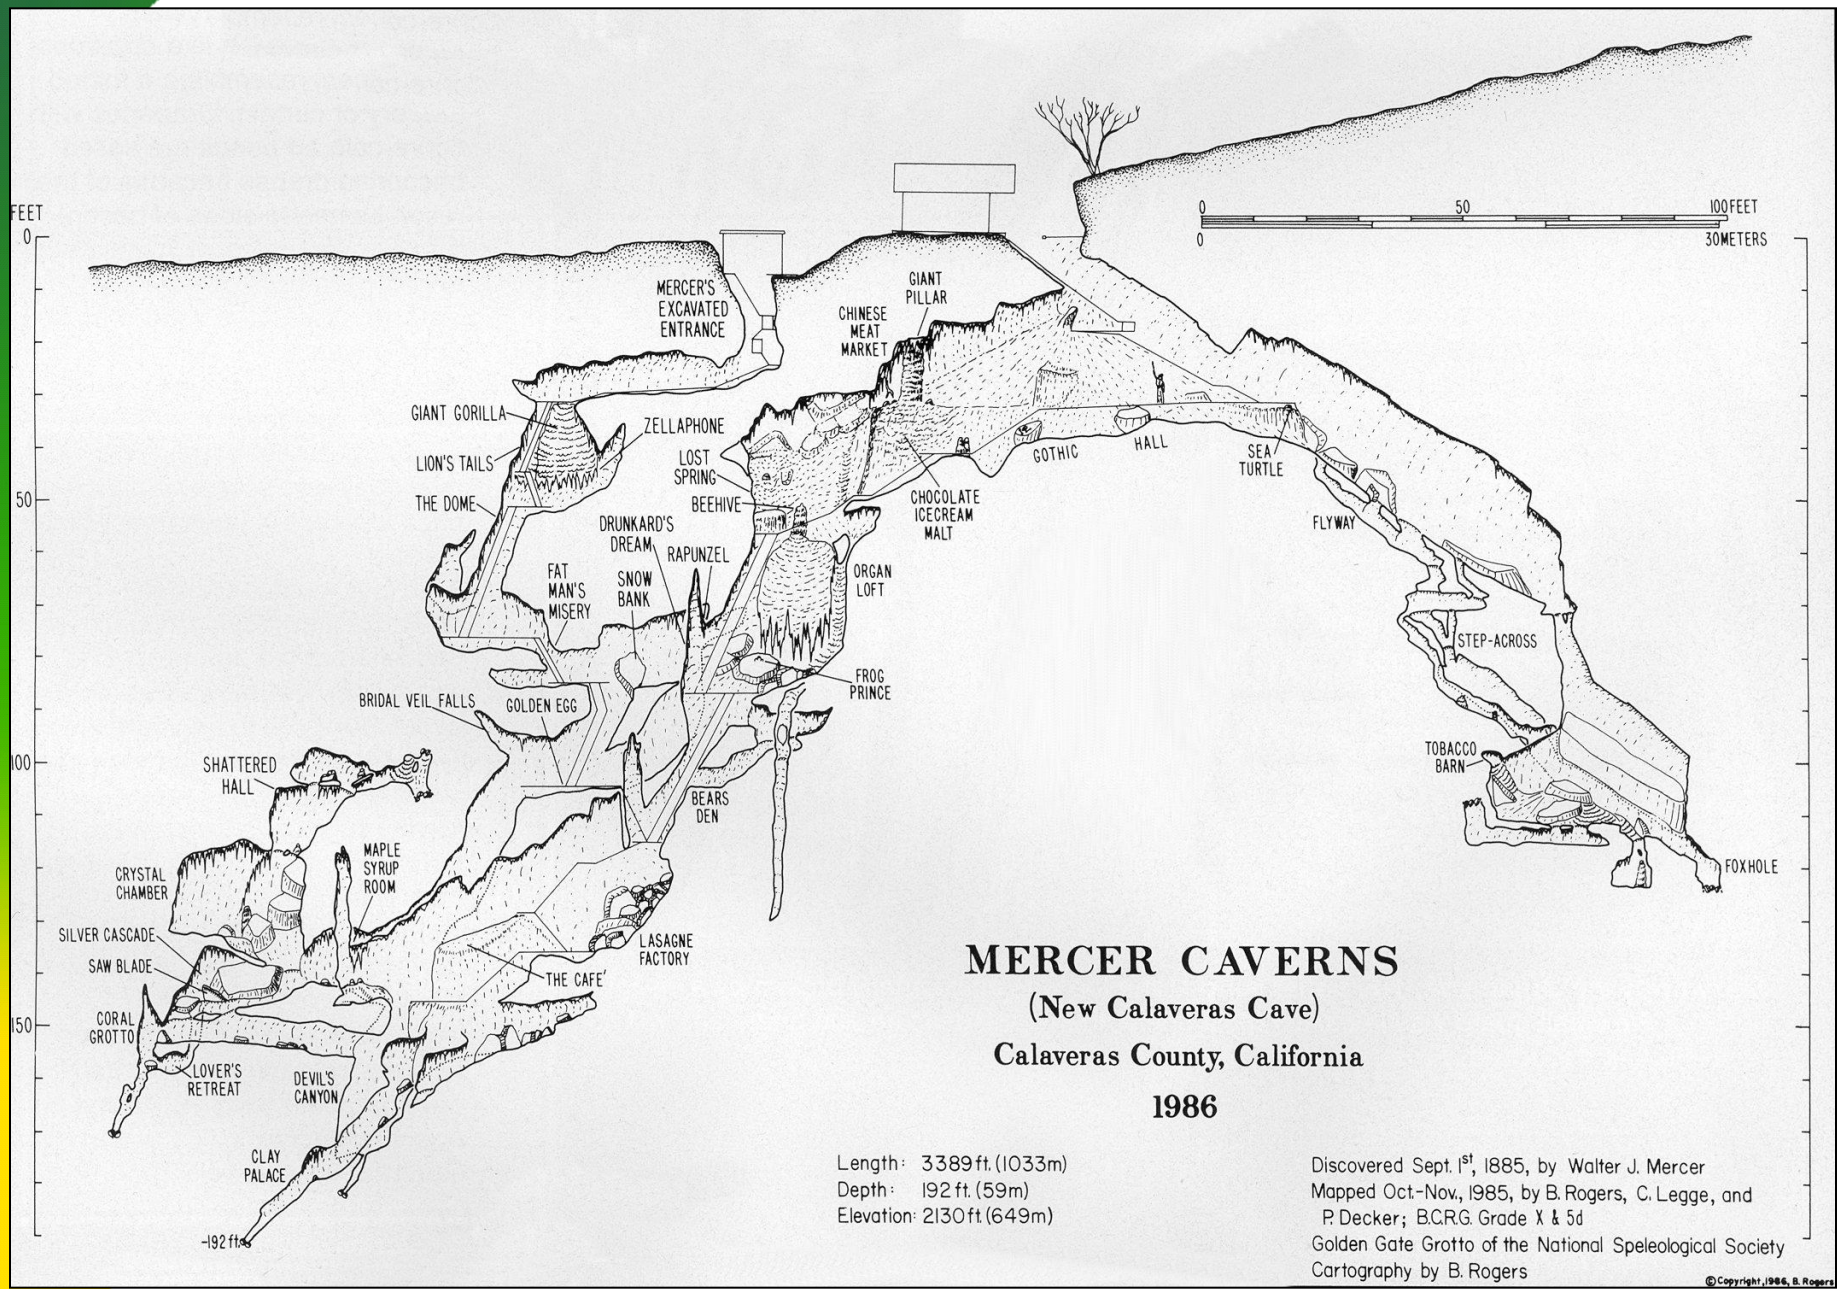 0
50
100 FEET
0
30 METERS
FEET
0
50
100
150
-192 ft.
MERCER'S
EXCAVATED
ENTRANCE
GIANT
PILLAR
CHINESE
MEAT
MARKET
GIANT GORILLA
ZELLAPHONE
LION'S TAILS
LOST
SPRING
THE DOME
BEEHIVE
DRUNKARD'S
DREAM
RAPUNZEL
CHOCOLATE
ICECREAM
MALT
GOTHIC
HALL
SEA
TURTLE
FLYWAY
FAT
MAN'S
MISERY
SNOW
BANK
ORGAN
LOFT
STEP-ACROSS
FROG
PRINCE
BRIDAL VEIL FALLS
GOLDEN EGG
TOBACCO
BARN
SHATTERED
HALL
BEARS
DEN
FOXHOLE
CRYSTAL
CHAMBER
MAPLE
SYRUP
ROOM
SILVER CASCADE
SAW BLADE
LASAGNE
FACTORY
THE CAFE'
CORAL
GROTTO
LOVER'S
RETREAT
DEVIL'S
CANYON
CLAY
PALACE
MERCER CAVERNS
(New Calaveras Cave)
Calaveras County, California
1986
Length: 3389 ft. (1033m)
Depth: 192 ft. (59m)
Elevation: 2130 ft. (649m)
Discovered Sept. 1st, 1885, by Walter J. Mercer
Mapped Oct.-Nov., 1985, by B. Rogers, C. Legge, and
P. Decker; B.C.R.G. Grade X & 5d
Golden Gate Grotto of the National Speleological Society
Cartography by B. Rogers
© Copyright, 1986, B. Rogers